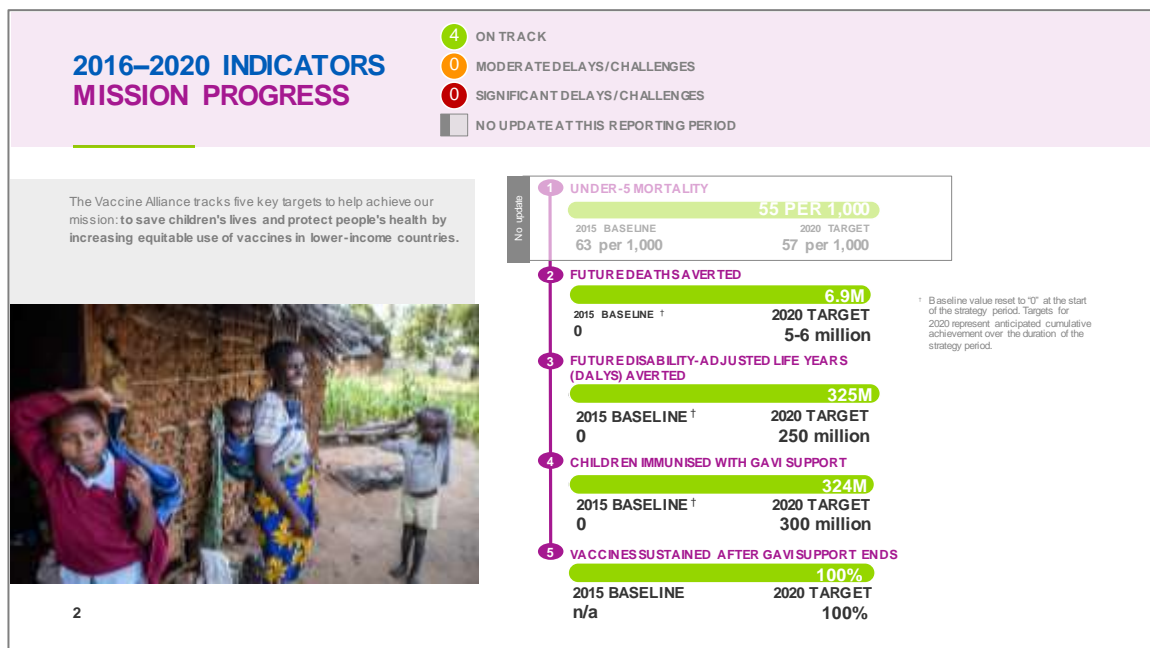 2016–2020 INDICATORS
MISSION PROGRESS
4 ON TRACK
0 MODERATE DELAYS/CHALLENGES
0 SIGNIFICANT DELAYS/CHALLENGES
NO UPDATE AT THIS REPORTING PERIOD
The Vaccine Alliance tracks five key targets to help achieve our
mission: to save children's lives and protect people's health by
increasing equitable use of vaccines in lower-income countries.
No update
1 UNDER-5 MORTALITY
55 PER 1,000
2015 BASELINE 2020 TARGET
63 per 1,000 57 per 1,000
2 FUTURE DEATHS AVERTED
6.9M
2015 BASELINE † 2020 TARGET
0 5-6 million
† Baseline value reset to "0" at the start
of the strategy period. Targets for
2020 represent anticipated cumulative
achievement over the duration of the
strategy period.
3 FUTURE DISABILITY-ADJUSTED LIFE YEARS
(DALYS) AVERTED
325M
2015 BASELINE † 2020 TARGET
0 250 million
4 CHILDREN IMMUNISED WITH GAVI SUPPORT
324M
2015 BASELINE † 2020 TARGET
0 300 million
5 VACCINES SUSTAINED AFTER GAVI SUPPORT ENDS
100%
2015 BASELINE 2020 TARGET
n/a 100%
2